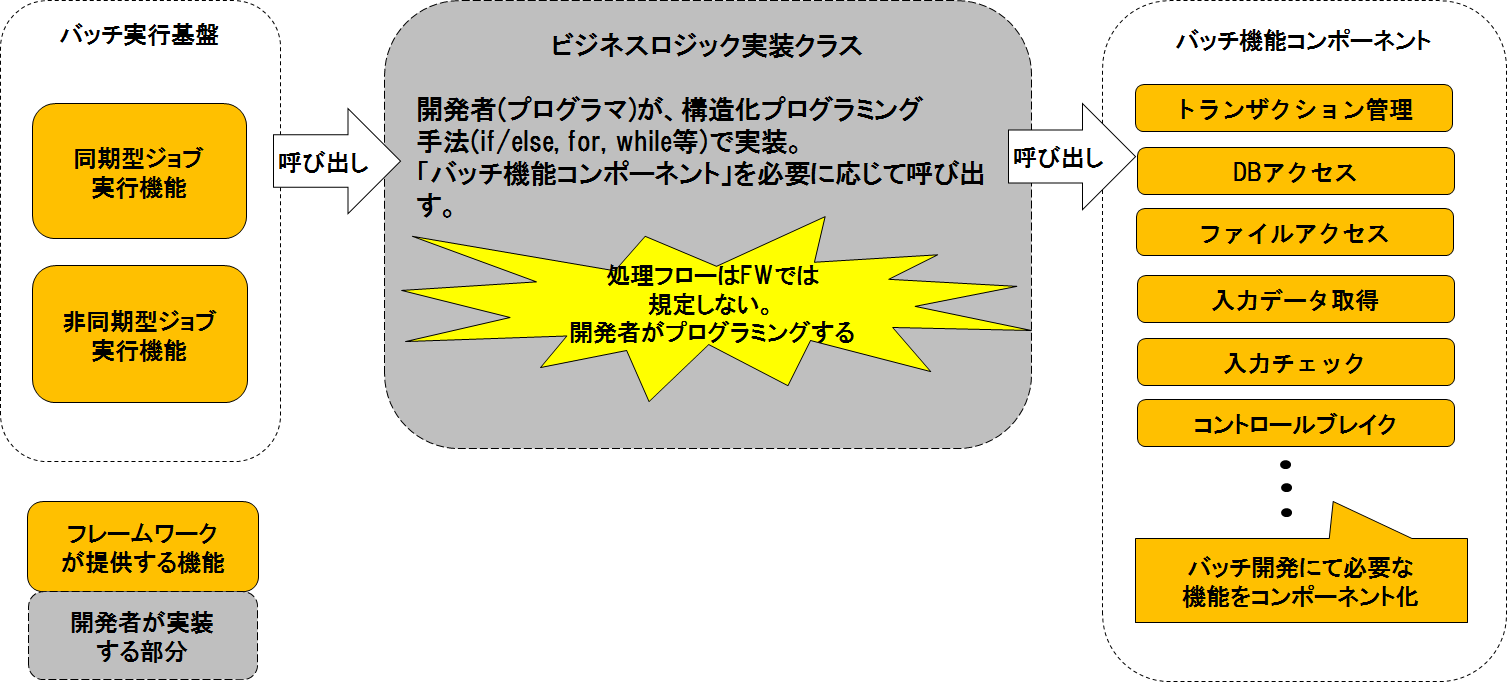 バッチ実行基盤
同期型ジョブ
実行機能
非同期型ジョブ
実行機能
呼び出し
ビジネスロジック実装クラス
開発者(プログラマ)が、構造化プログラミング
手法(if/else, for, while等)で実装。
「バッチ機能コンポーネント」を必要に応じて呼び出
す。
処理フローはFWでは
規定しない。
開発者がプログラミングする
呼び出し
バッチ機能コンポーネント
トランザクション管理
DBアクセス
ファイルアクセス
入力データ取得
入力チェック
コントロールブレイク
バッチ開発にて必要な
機能をコンポーネント化
フレームワーク
が提供する機能
開発者が実装
する部分